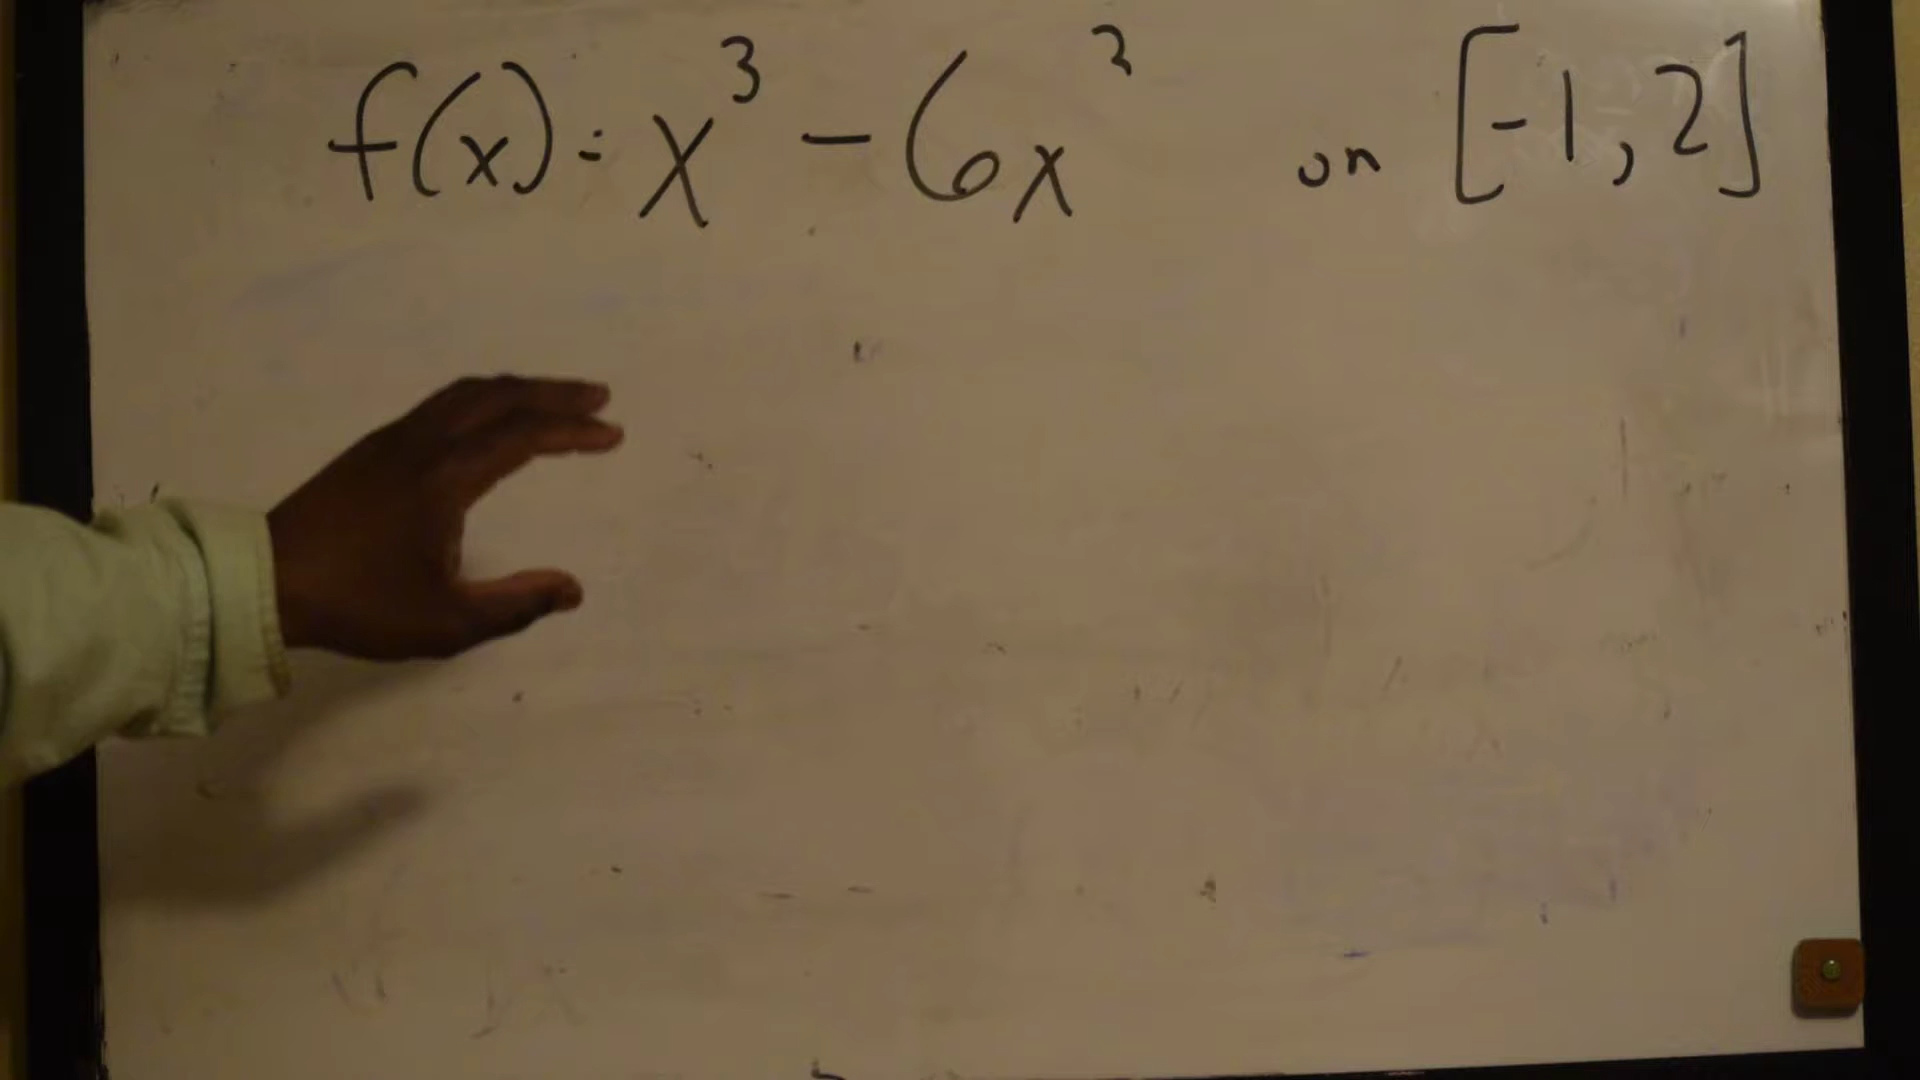 f(x) = x³ - 6x² on [-1, 2]